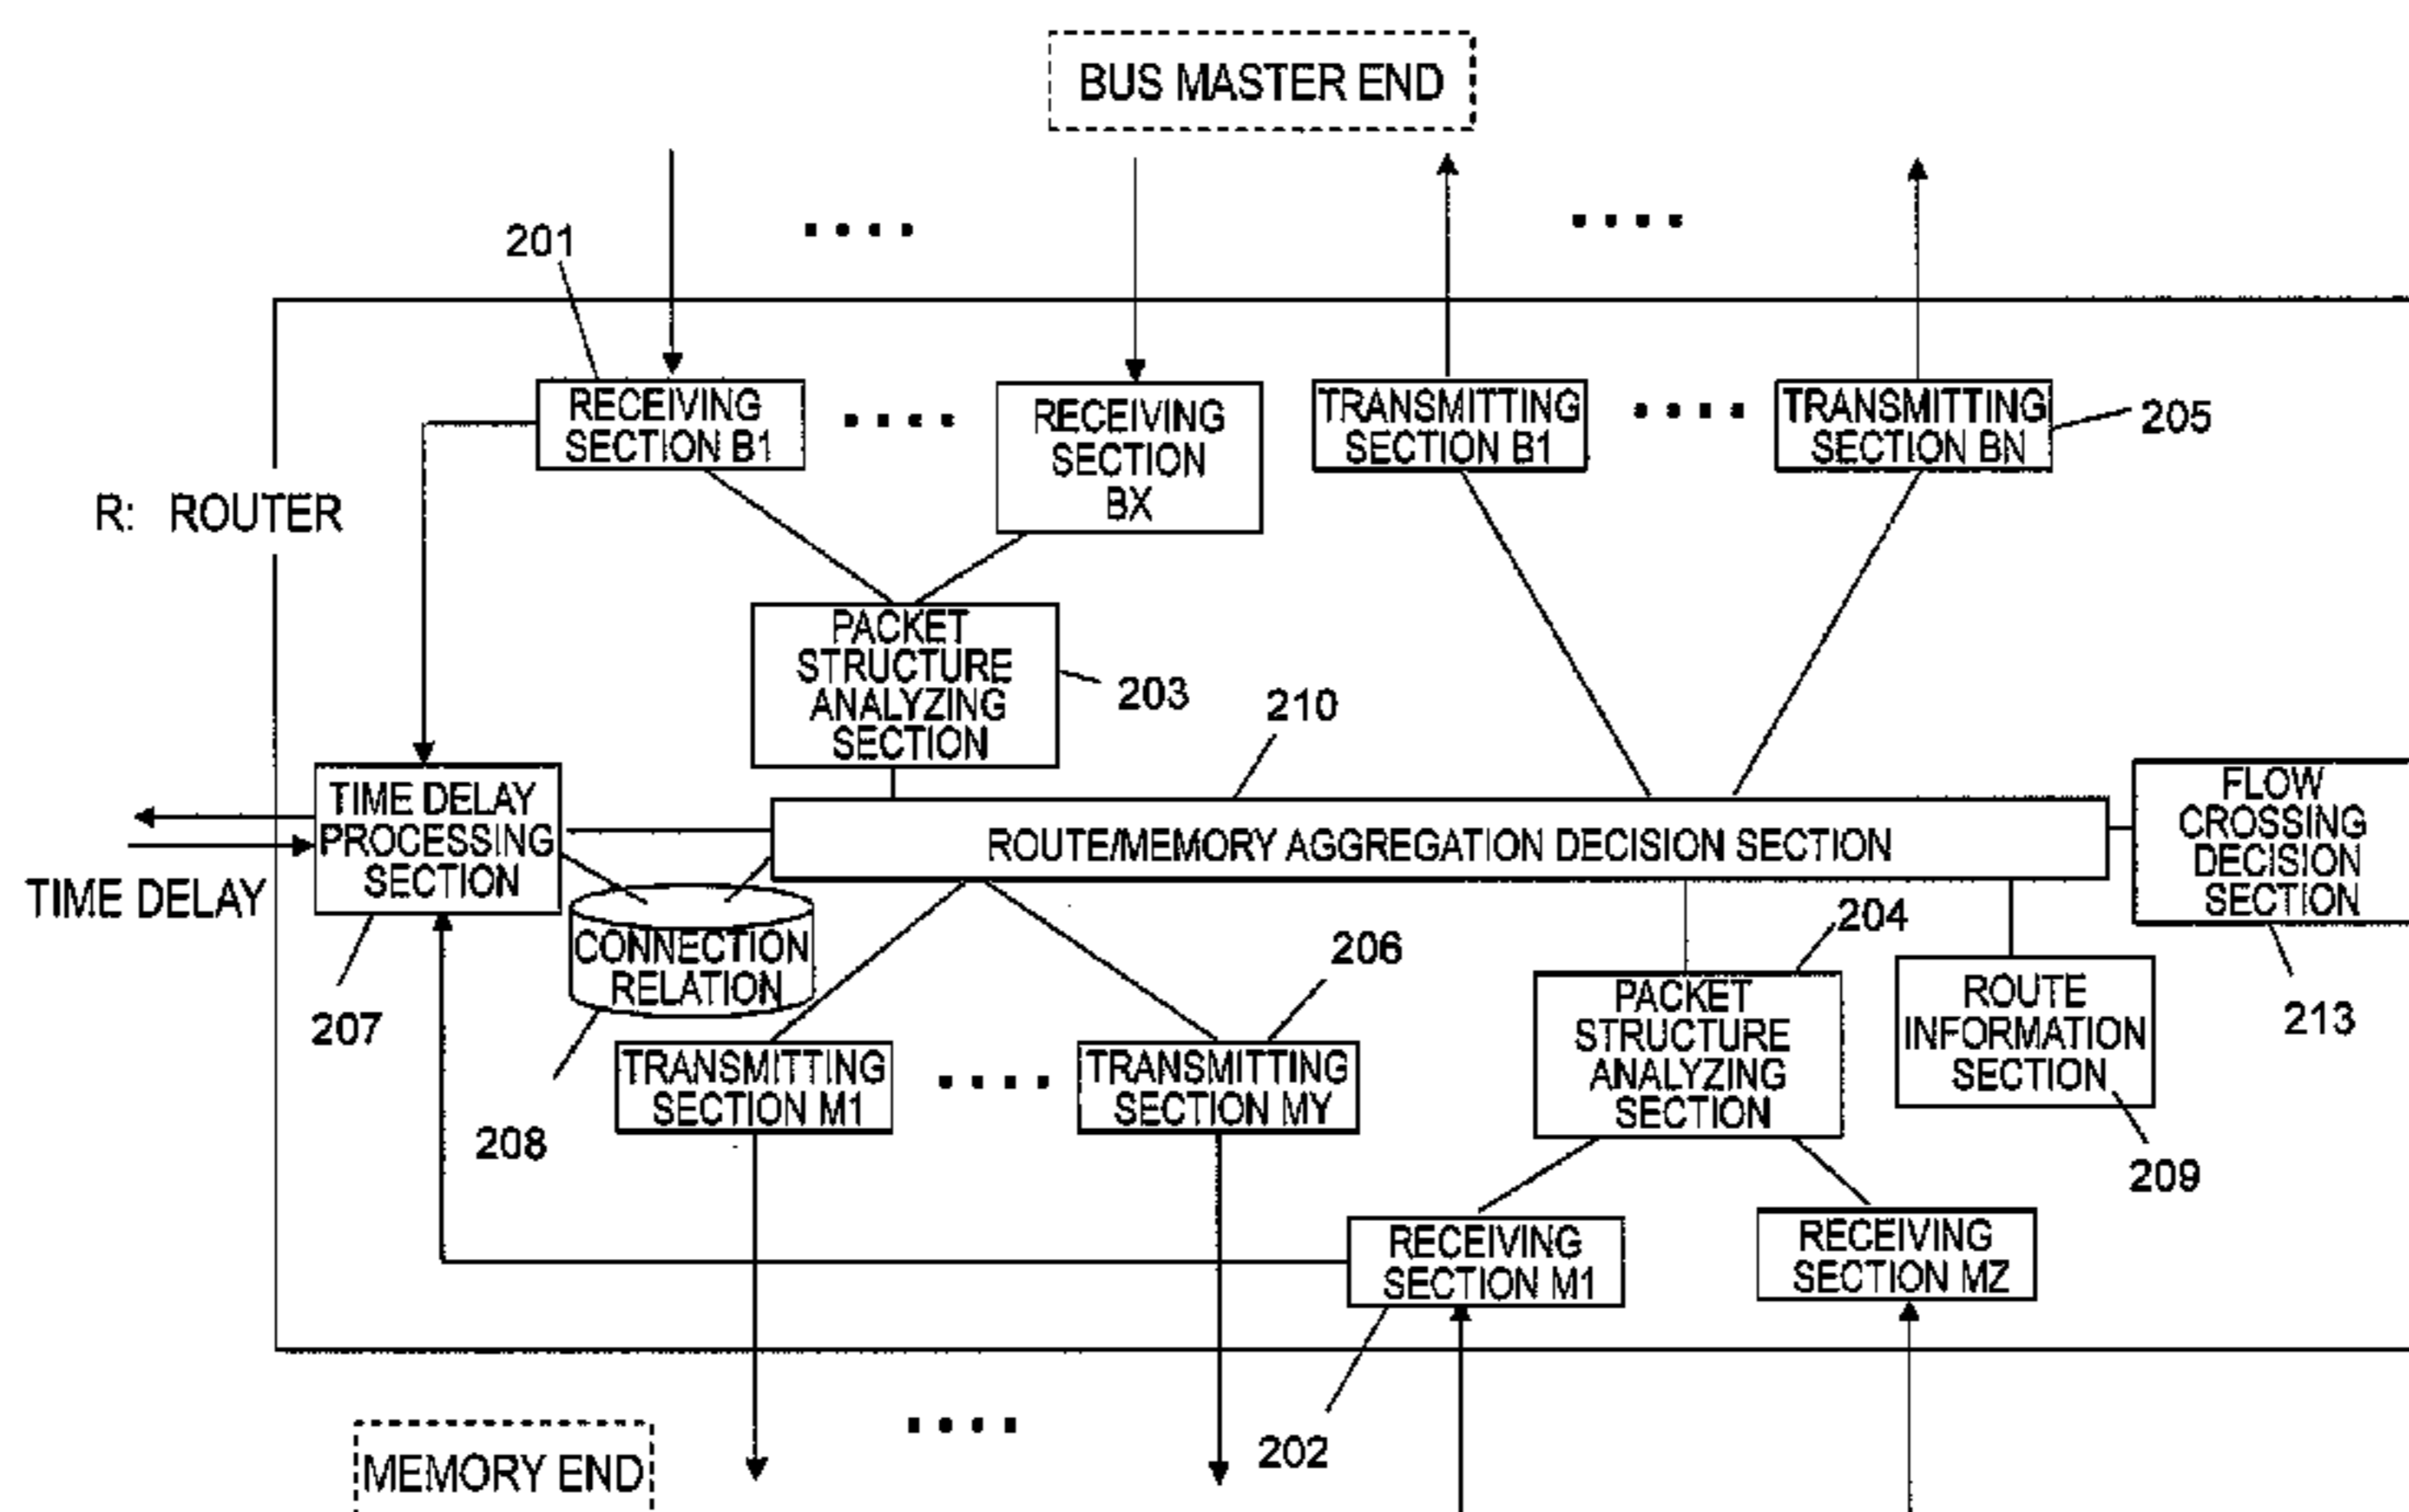 BUS MASTER END
201
RECEIVING
SECTION B1
RECEIVING
SECTION
BX
TRANSMITTING
SECTION B1
TRANSMITTING
SECTION BN
205
R: ROUTER
PACKET
STRUCTURE
ANALYZING
SECTION
203
210
TIME DELAY
PROCESSING
SECTION
ROUTE/MEMORY AGGREGATION DECISION SECTION
FLOW
CROSSING
DECISION
SECTION
TIME DELAY
CONNECTION
RELATION
204
206
207
PACKET
STRUCTURE
ANALYZING
SECTION
ROUTE
INFORMATION
SECTION
213
TRANSMITTING
SECTION M1
TRANSMITTING
SECTION MY
208
209
RECEIVING
SECTION M1
RECEIVING
SECTION MZ
202
MEMORY END